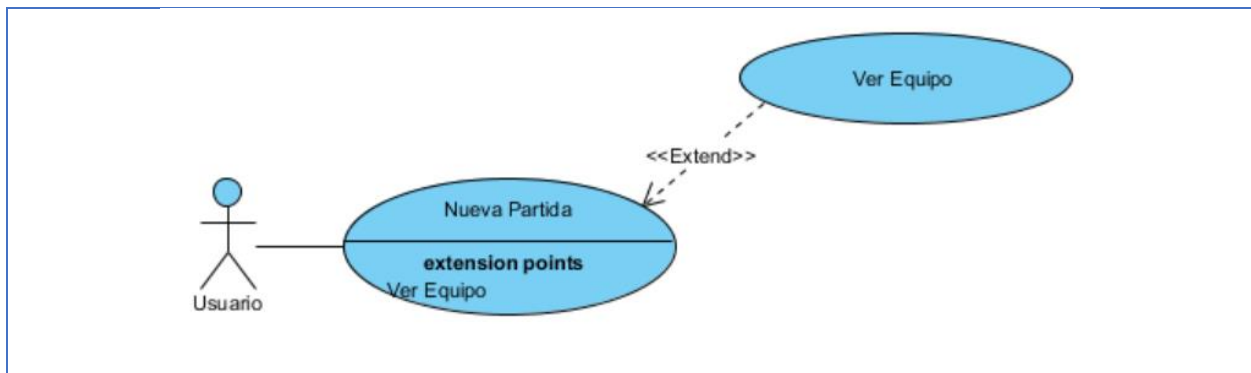 Ver Equipo
<<Extend>>
Nueva Partida
extension points
Ver Equipo
Usuario